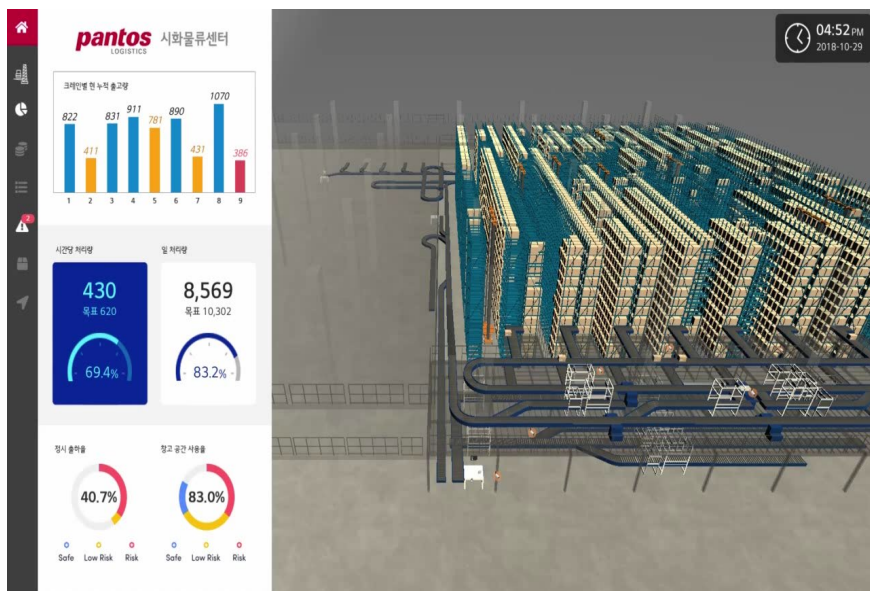 pantos
LOGISTICS
시화물류센터
04:52 PM
2018-10-29
크레인별 현 누적 출고량
822
411
831
911
781
890
431
1070
386
1 2 3 4 5 6 7 8 9
2
시간당 처리량
430
목표 620
69.4%
일 처리량
8,569
목표 10,302
83.2%
정시 출하율
40.7%
Safe Low Risk Risk
창고 공간 사용율
83.0%
Safe Low Risk Risk